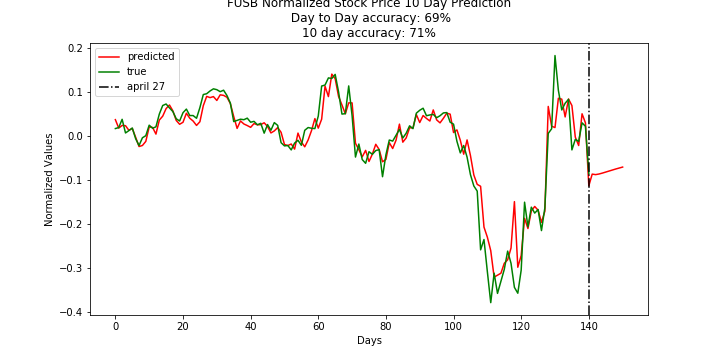 FUSB Normalized Stock Price 10 Day Prediction
Day to Day accuracy: 69%
10 day accuracy: 71%
predicted
true
april 27
Normalized Values
0.2
0.1
0.0
−0.1
−0.2
−0.3
−0.4
0 20 40 60 80 100 120 140
Days